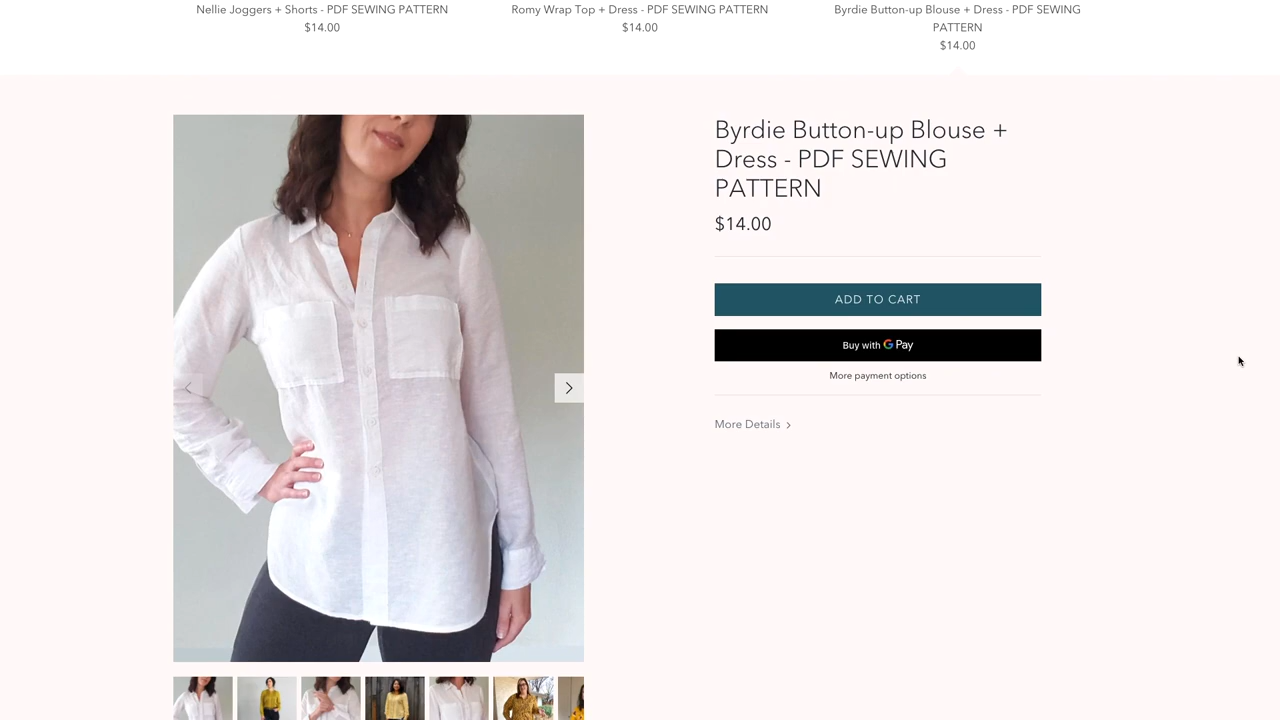 Nellie Joggers + Shorts - PDF SEWING PATTERN
$14.00
Romy Wrap Top + Dress - PDF SEWING PATTERN
$14.00
Byrdie Button-up Blouse + Dress - PDF SEWING
PATTERN
$14.00
Byrdie Button-up Blouse +
Dress - PDF SEWING
PATTERN
$14.00
ADD TO CART
Buy with G Pay
More payment options
More Details